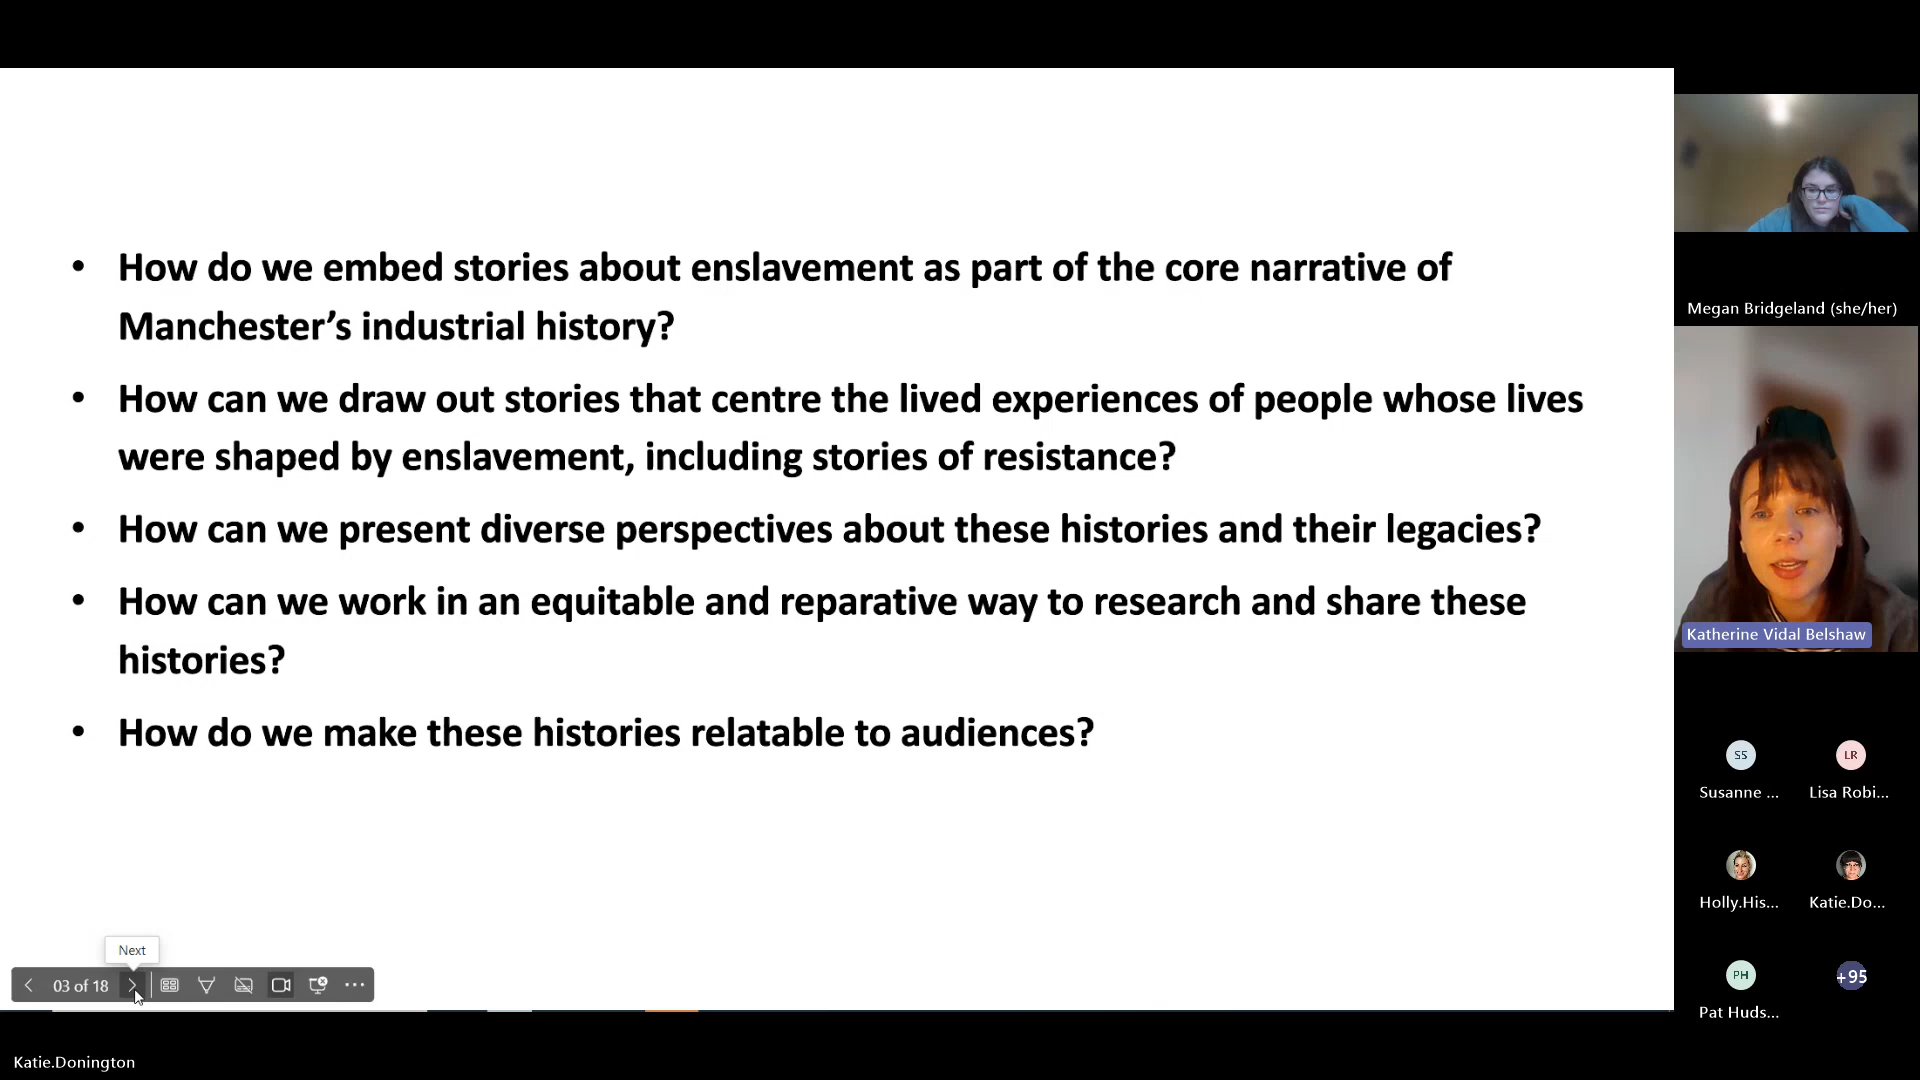 • How do we embed stories about enslavement as part of the core narrative of
Manchester’s industrial history?
• How can we draw out stories that centre the lived experiences of people whose lives
were shaped by enslavement, including stories of resistance?
• How can we present diverse perspectives about these histories and their legacies?
• How can we work in an equitable and reparative way to research and share these
histories?
• How do we make these histories relatable to audiences?
Next
03 of 18
Katie.Donington
Megan Bridgeland (she/her)
Katherine Vidal Belshaw
SS
LR
Susanne ...
Lisa Robi...
Holly.His...
Katie.Do...
PH
+95
Pat Huds...